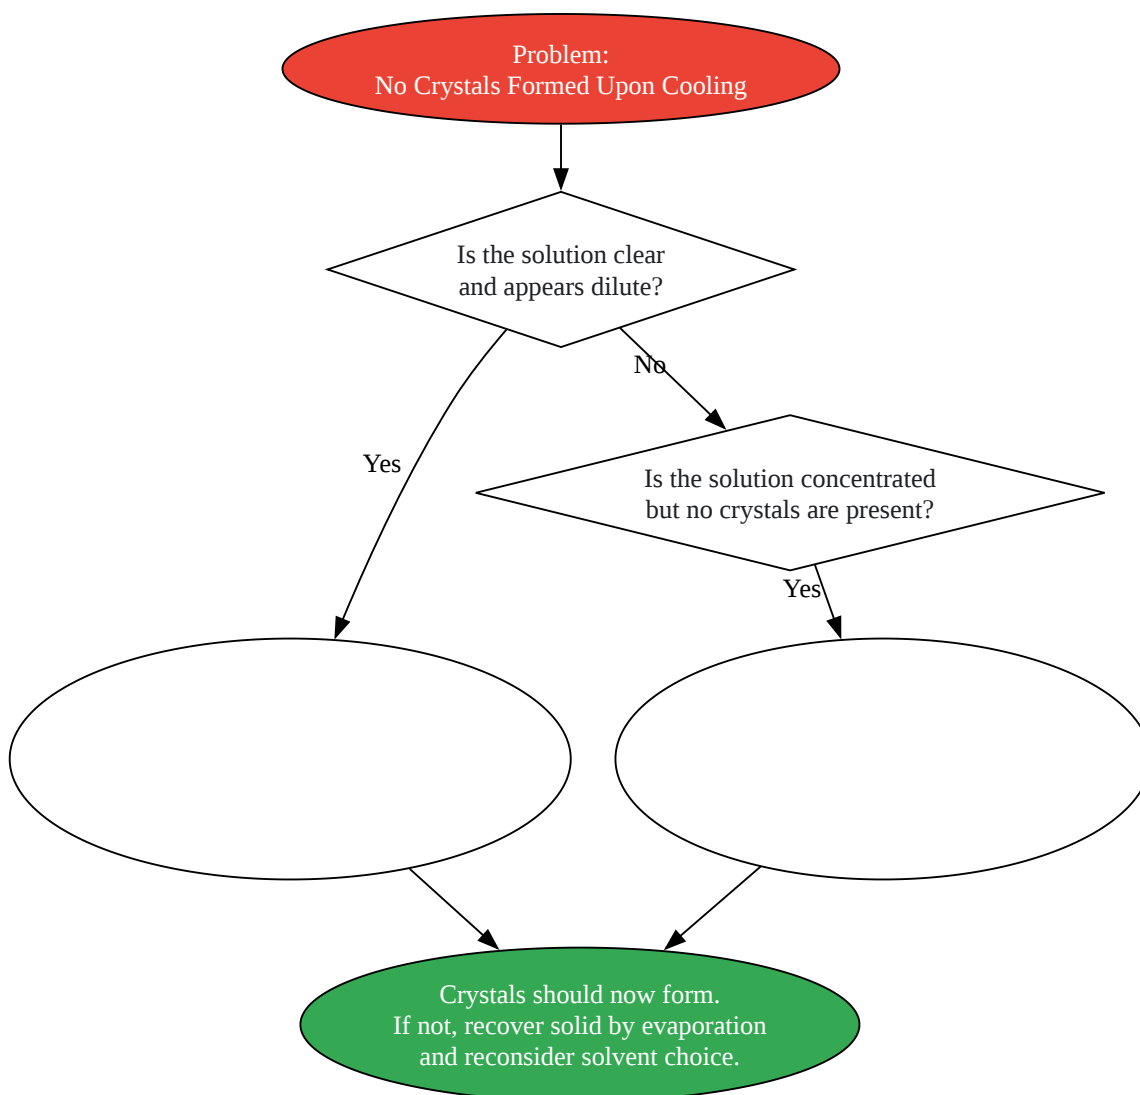 Problem:
No Crystals Formed Upon Cooling
Is the solution clear
and appears dilute?
No
Yes
Is the solution concentrated
but no crystals are present?
Yes
Crystals should now form.
If not, recover solid by evaporation
and reconsider solvent choice.